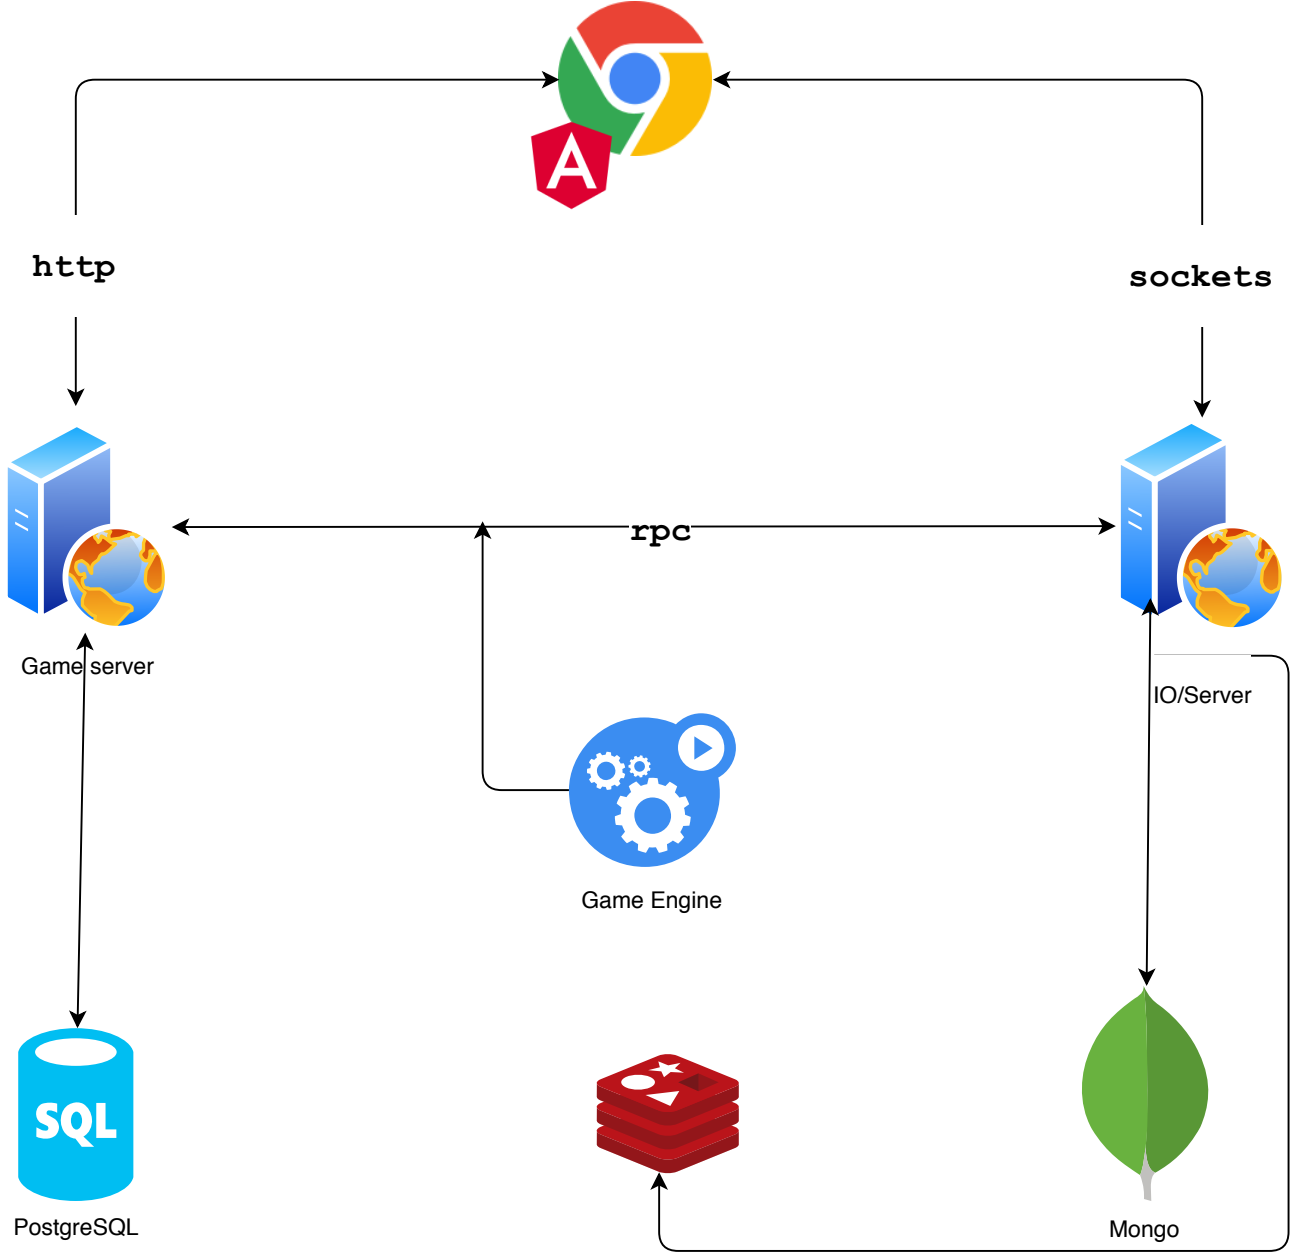 http
sockets
rpc
Game server
IO/Server
Game Engine
SQL
PostgreSQL
Mongo